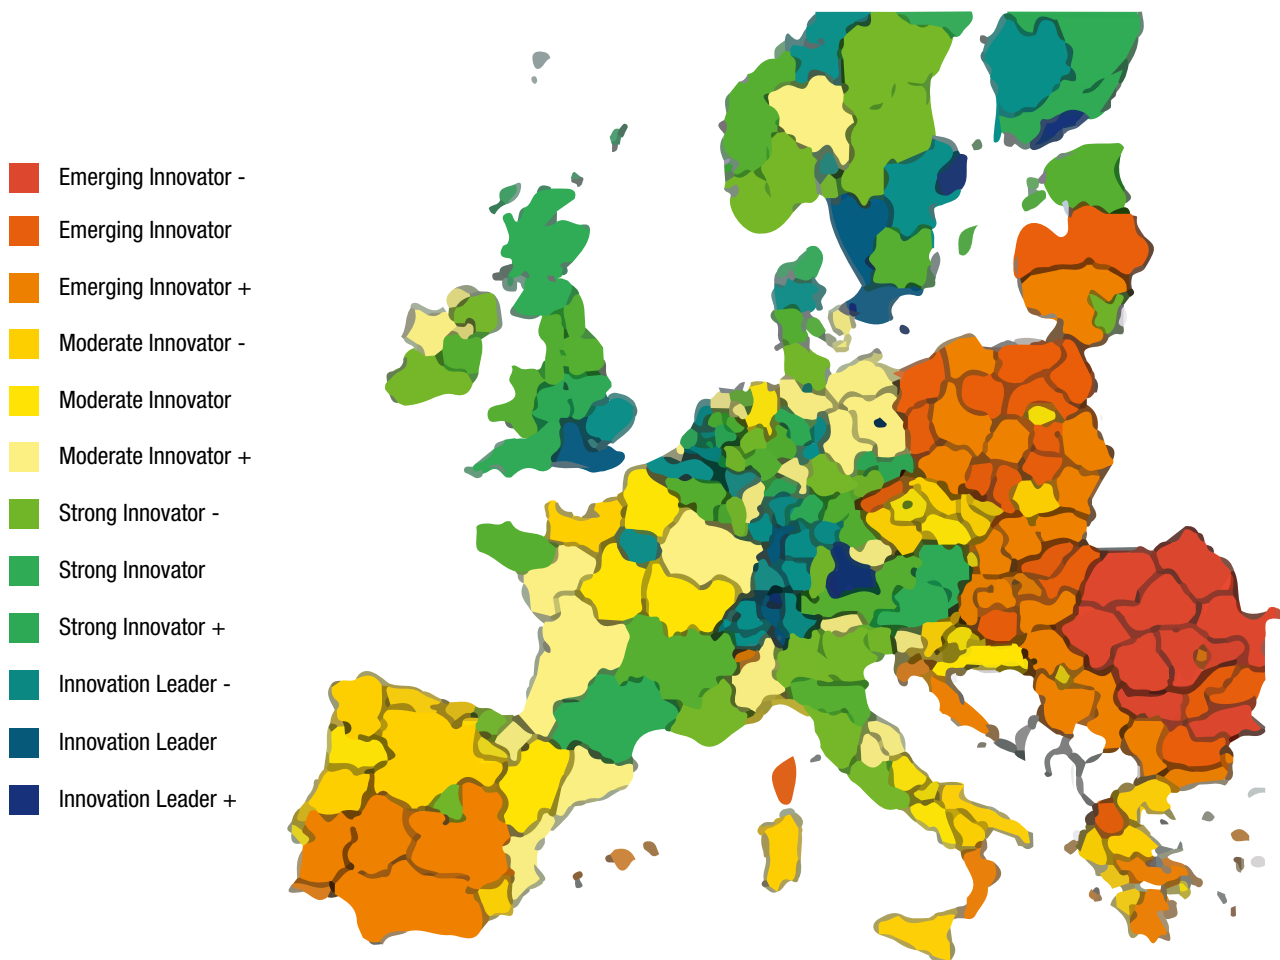 Emerging Innovator -
Emerging Innovator
Emerging Innovator +
Moderate Innovator -
Moderate Innovator
Moderate Innovator +
Strong Innovator -
Strong Innovator
Strong Innovator +
Innovation Leader -
Innovation Leader
Innovation Leader +